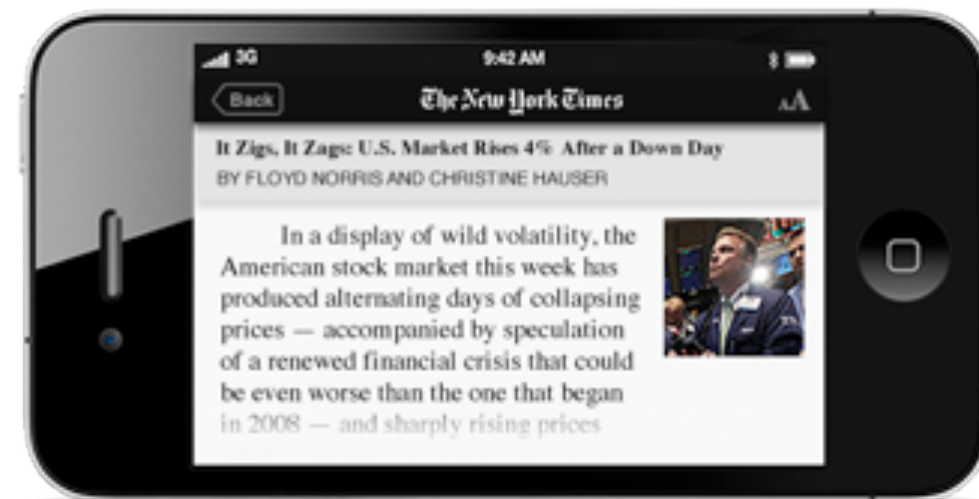 3G 9:42 AM
Back The New York Times AA
It Zigs, It Zags: U.S. Market Rises 4% After a Down Day
BY FLOYD NORRIS AND CHRISTINE HAUSER
In a display of wild volatility, the
American stock market this week has
produced alternating days of collapsing
prices — accompanied by speculation
of a renewed financial crisis that could
be even worse than the one that began
in 2008 — and sharply rising prices